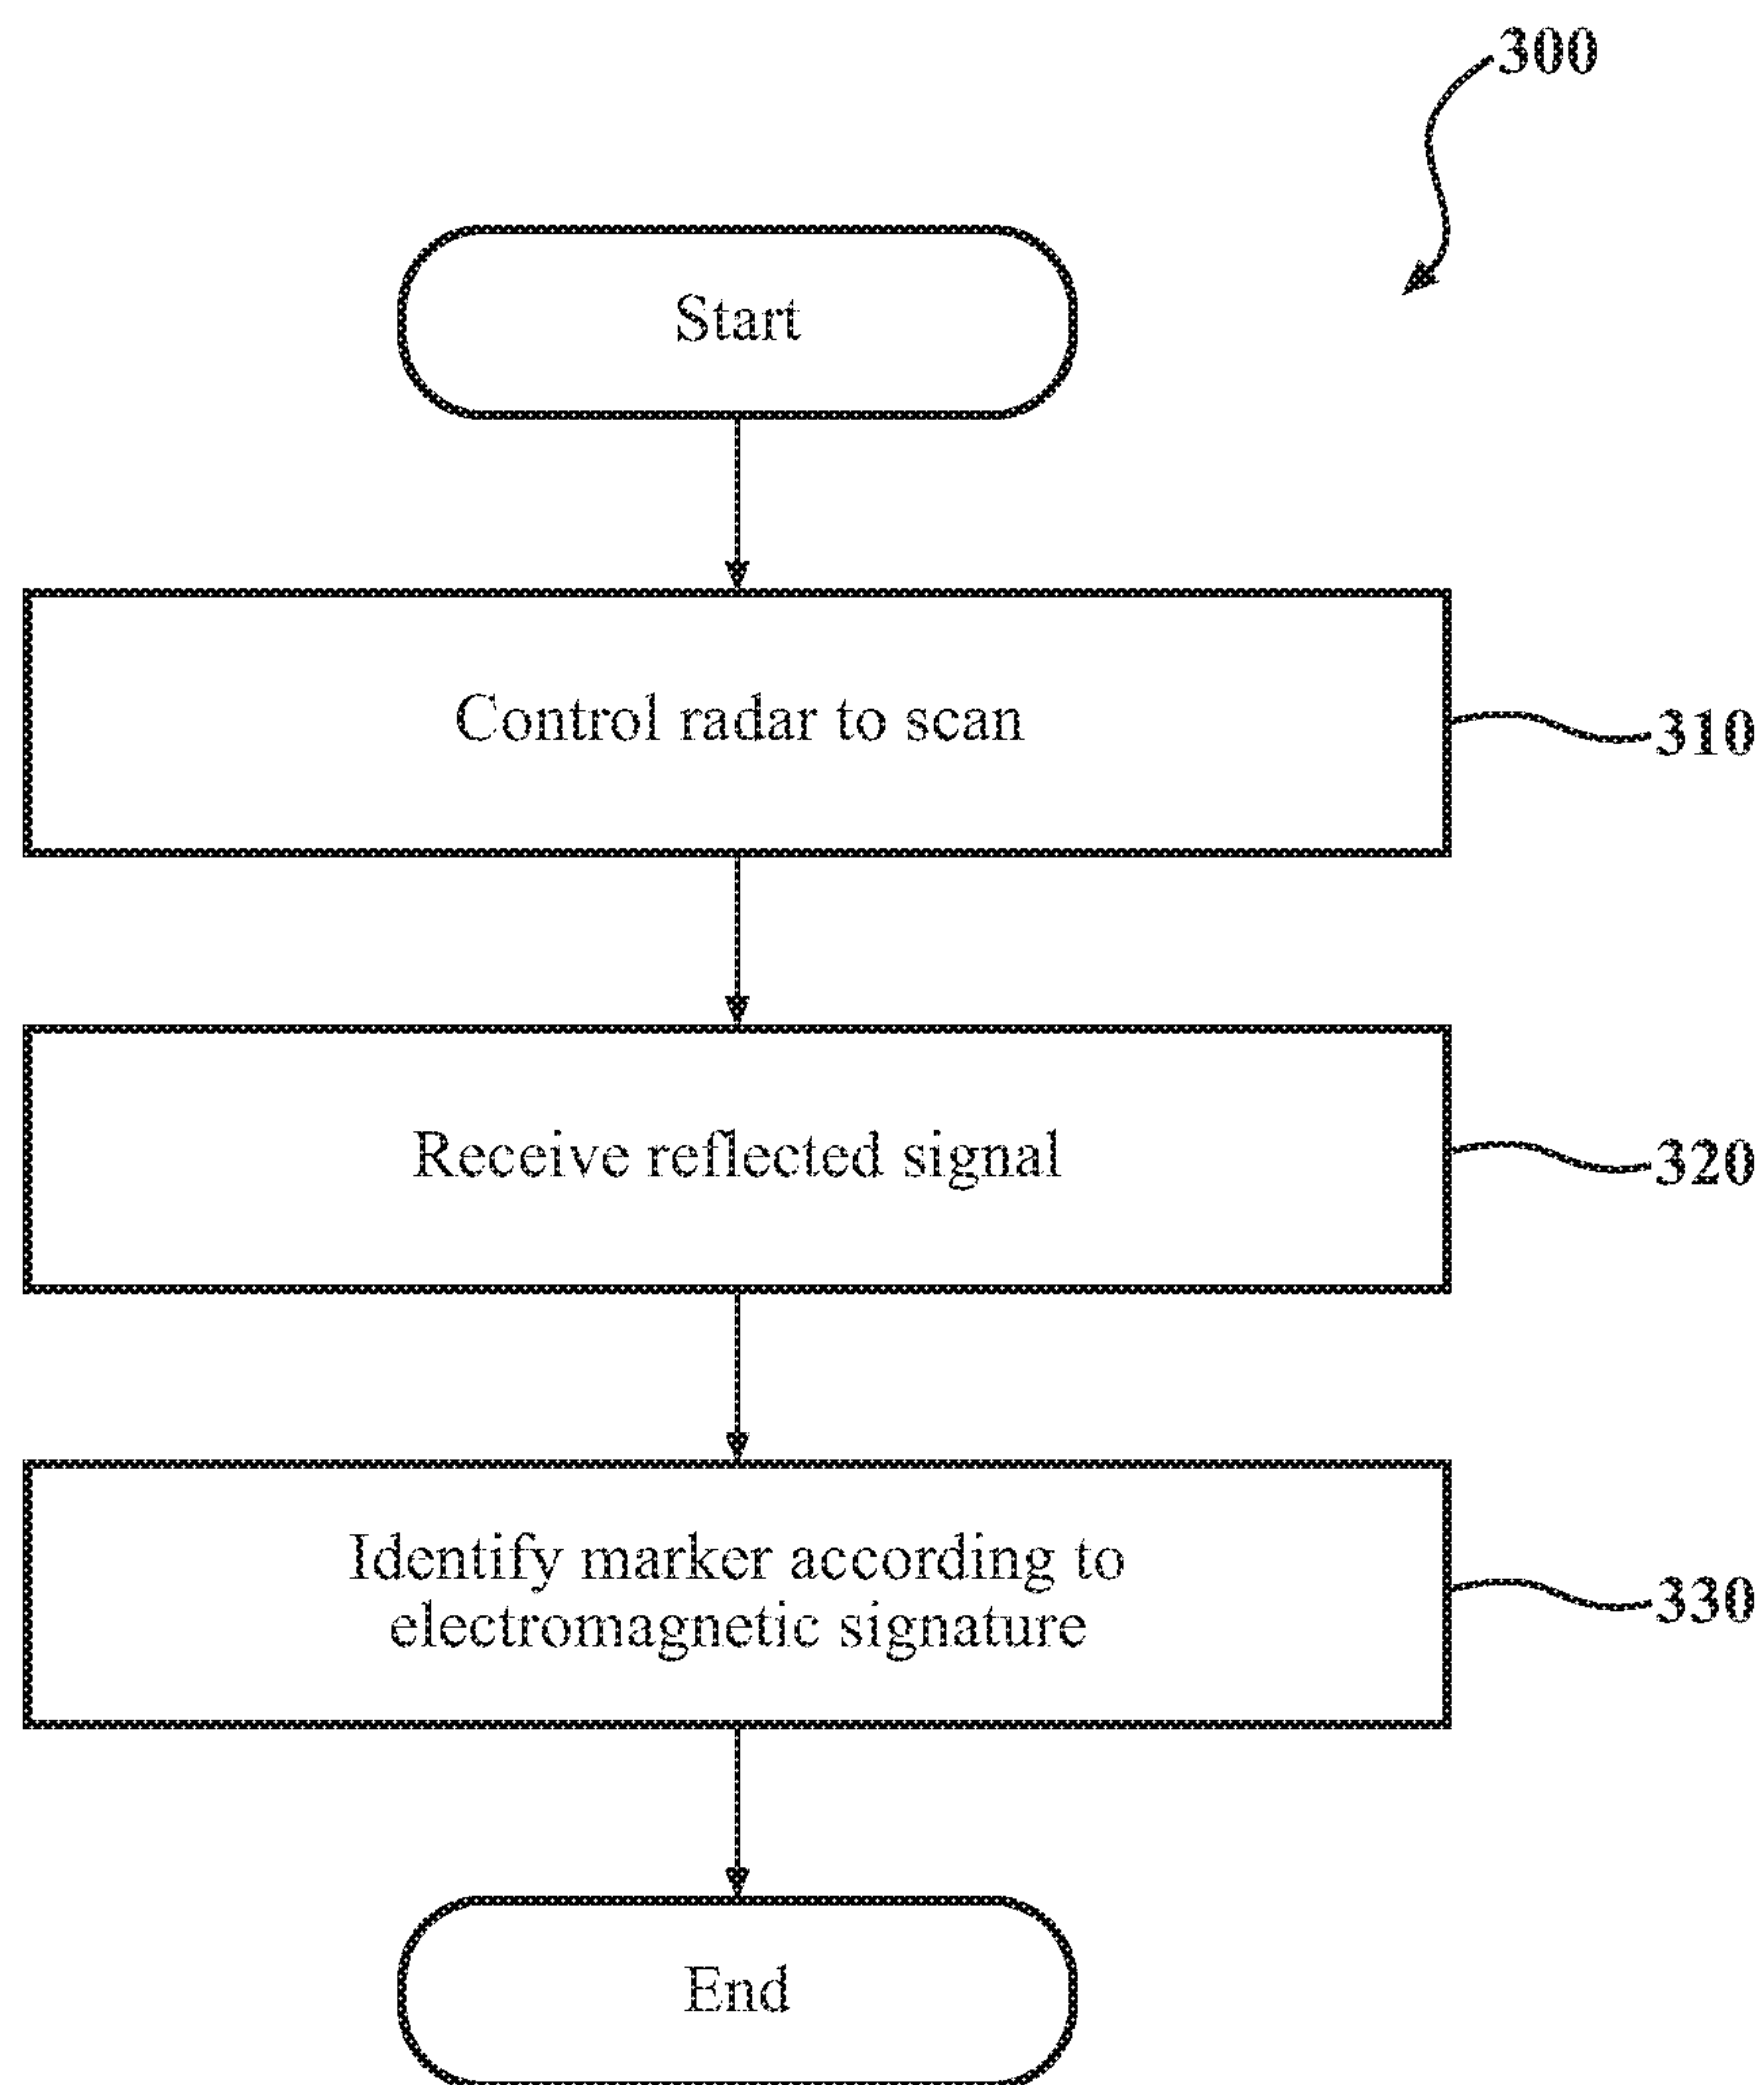 300
Start
Control radar to scan
310
Receive reflected signal
320
Identify marker according to
electromagnetic signature
330
End